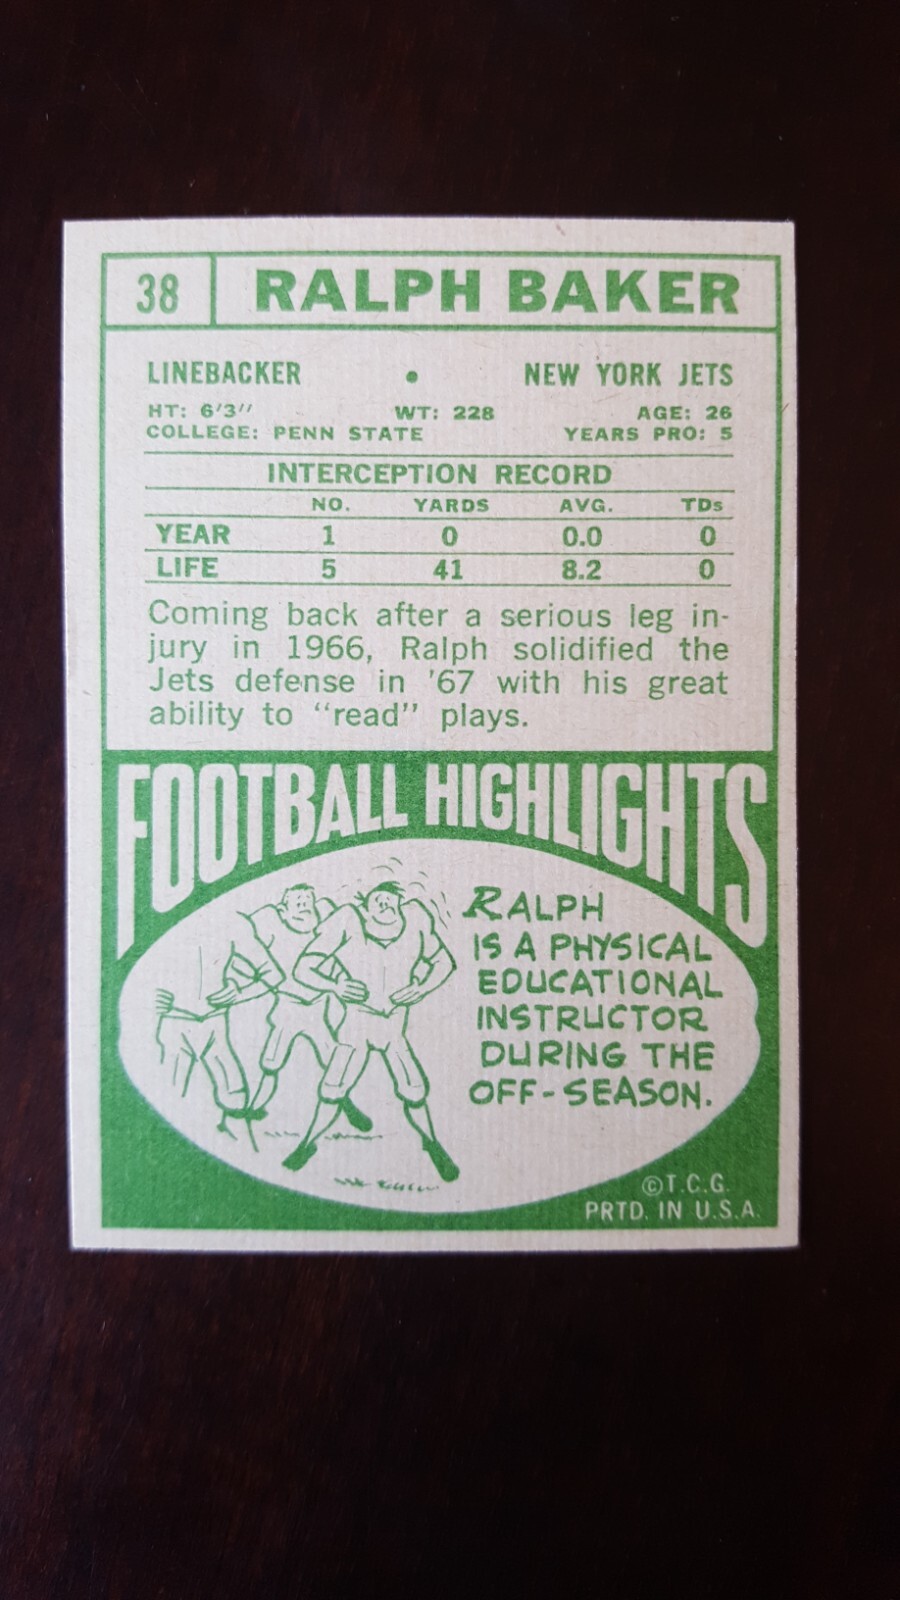 38 RALPH BAKER
LINEBACKER • NEW YORK JETS
HT: 6'3" WT: 228 AGE: 26
COLLEGE: PENN STATE YEARS PRO: 5
INTERCEPTION RECORD
NO. YARDS AVG. TDs
YEAR 1 0 0.0 0
LIFE 5 41 8.2 0
Coming back after a serious leg in-
jury in 1966, Ralph solidified the
Jets defense in '67 with his great
ability to "read" plays.
FOOTBALL HIGHLIGHTS
RALPH
IS A PHYSICAL
EDUCATIONAL
INSTRUCTOR
DURING THE
OFF-SEASON.
©T.C.G.
PRTD. IN U.S.A.